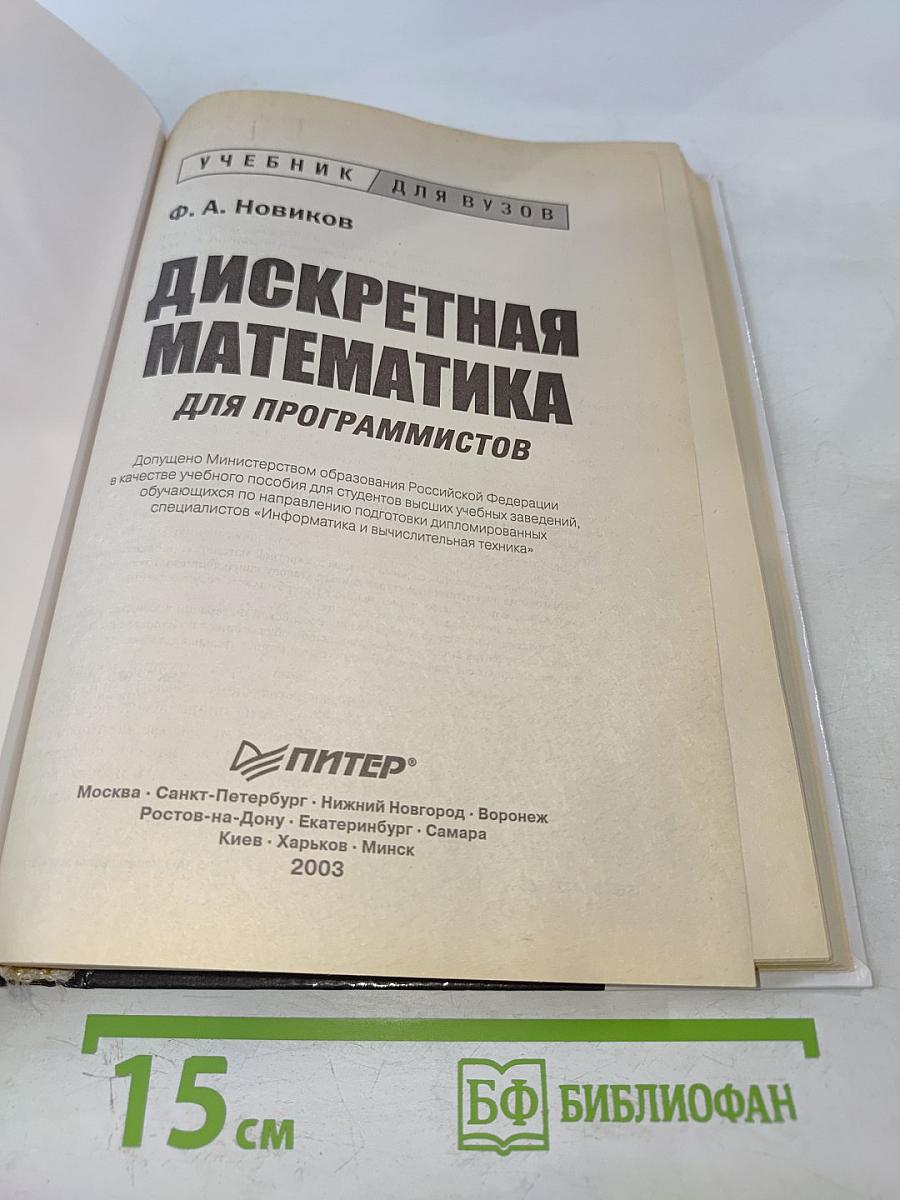 УЧЕБНИК / ДЛЯ ВУЗОВ
Ф. А. Новиков
ДИСКРЕТНАЯ
МАТЕМАТИКА
ДЛЯ ПРОГРАММИСТОВ
Допущено Министерством образования Российской Федерации
в качестве учебного пособия для студентов высших учебных заведений,
обучающихся по направлению подготовки дипломированных
специалистов «Информатика и вычислительная техника»
ПИТЕР®
Москва · Санкт-Петербург · Нижний Новгород · Воронеж
Ростов-на-Дону · Екатеринбург · Самара
Киев · Харьков · Минск
2003
15 см
БФ БИБЛИОФАН